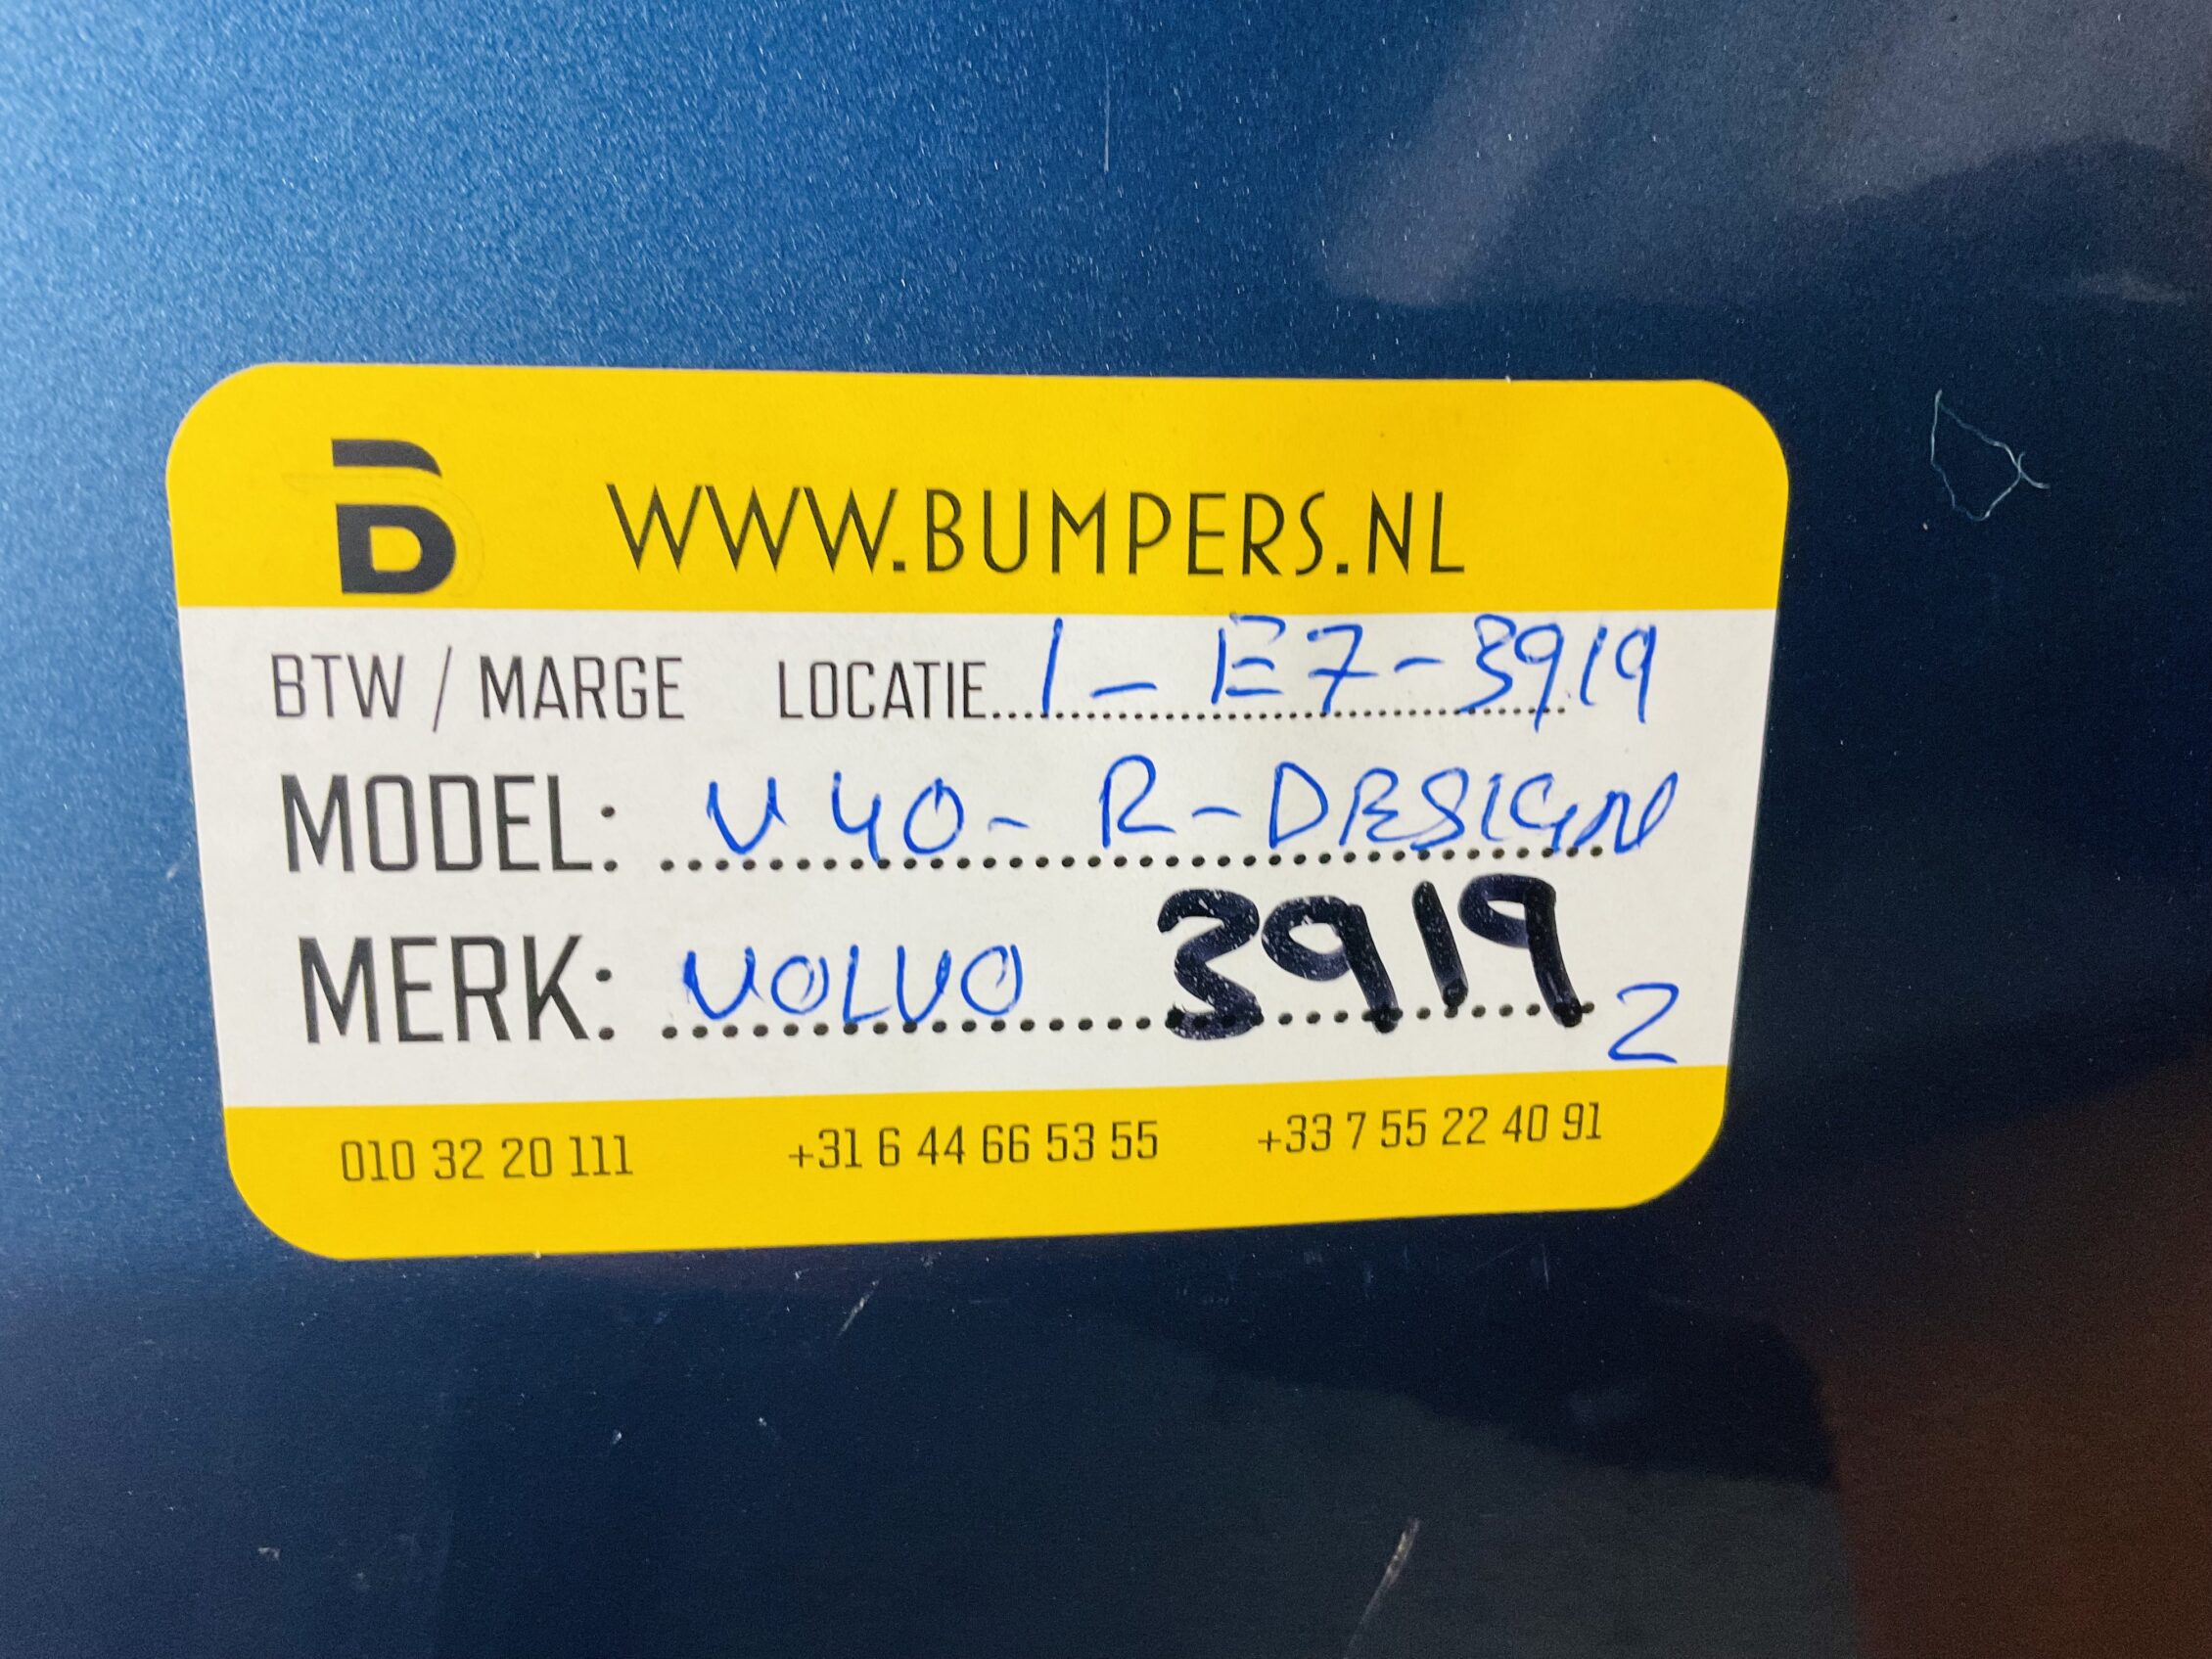 B WWW.BUMPERS.NL
BTW / MARGE LOCATIE 1 - E7-3919
MODEL: V40- R-DESIGN
MERK: VOLVO 3919 2
010 32 20 111 +31 6 44 66 53 55 +33 7 55 22 40 91